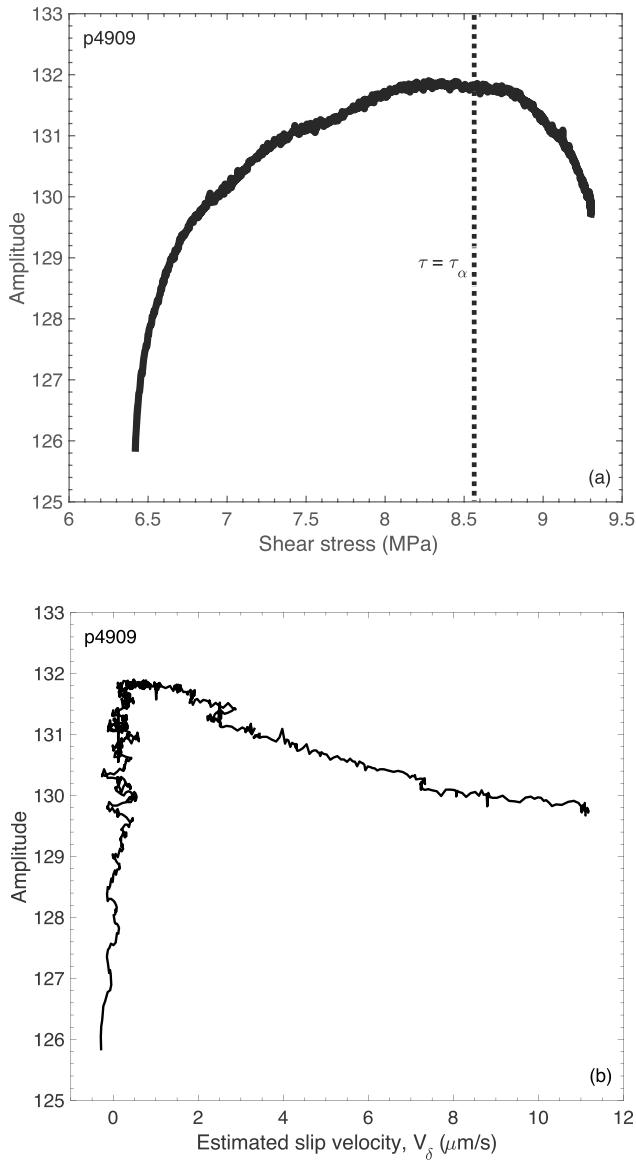 133
p4909
132
131
130
129
128
127
126
125
Amplitude
τ = τα
(a)
6 6.5 7 7.5 8 8.5 9 9.5
Shear stress (MPa)
133
p4909
132
131
130
129
128
127
126
125
Amplitude
(b)
0 2 4 6 8 10 12
Estimated slip velocity, Vδ (μm/s)